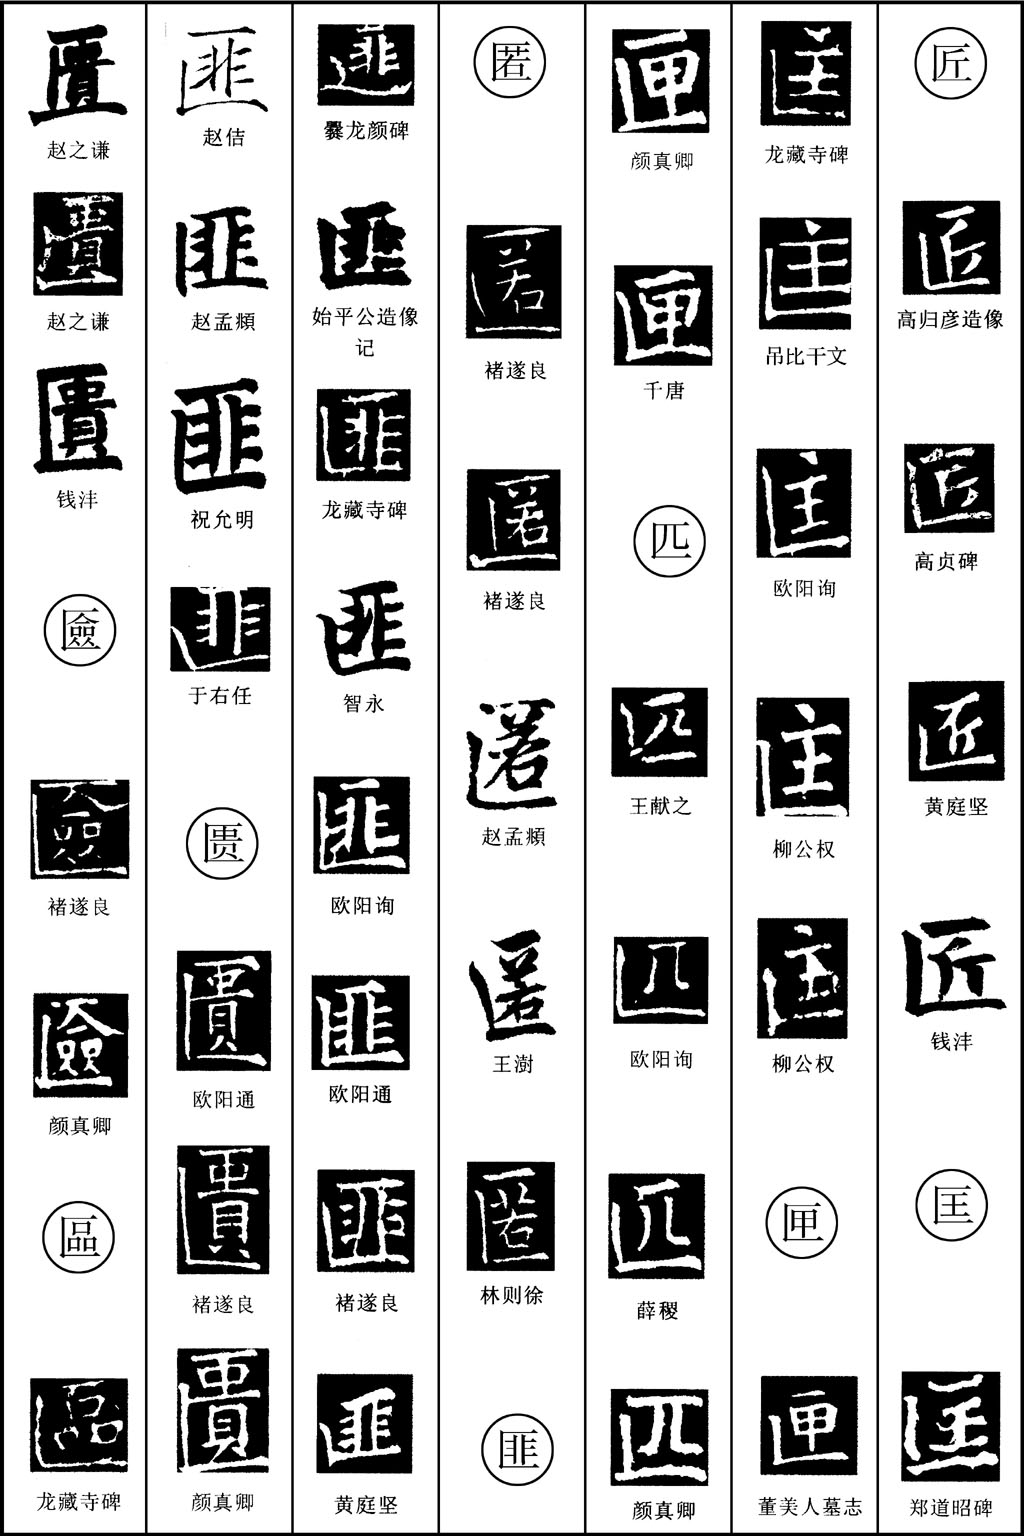 匠
匠
高归彦造像
匠
高贞碑
匠
黄庭坚
匠
钱沣
匡
匡
郑道昭碑
匡
龙藏寺碑
匡
吊比干文
匡
欧阳询
匡
柳公权
匡
柳公权
匣
匣
董美人墓志
匣
颜真卿
匣
千唐
匹
匹
王献之
匹
欧阳询
匹
薛稷
匹
颜真卿
匿
匿
褚遂良
匿
褚遂良
匿
赵孟頫
匿
王澍
匿
林则徐
匪
匪
爨龙颜碑
匪
始平公造像
记
匪
龙藏寺碑
匪
智永
匪
欧阳询
匪
欧阳通
匪
褚遂良
匪
黄庭坚
匪
赵佶
匪
赵孟頫
匪
祝允明
匪
于右任
匮
匱
欧阳通
匱
褚遂良
匱
颜真卿
匱
赵之谦
匱
赵之谦
匱
钱沣
匳
匳
褚遂良
匳
颜真卿
區
區
龙藏寺碑